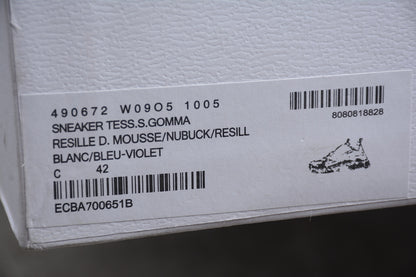 490672 W09O5 1005
8080818828
SNEAKER TESS.S.GOMMA
RESILLE D. MOUSSE/NUBUCK/RESILL
BLANC/BLEU-VIOLET
C 42
ECBA700651B